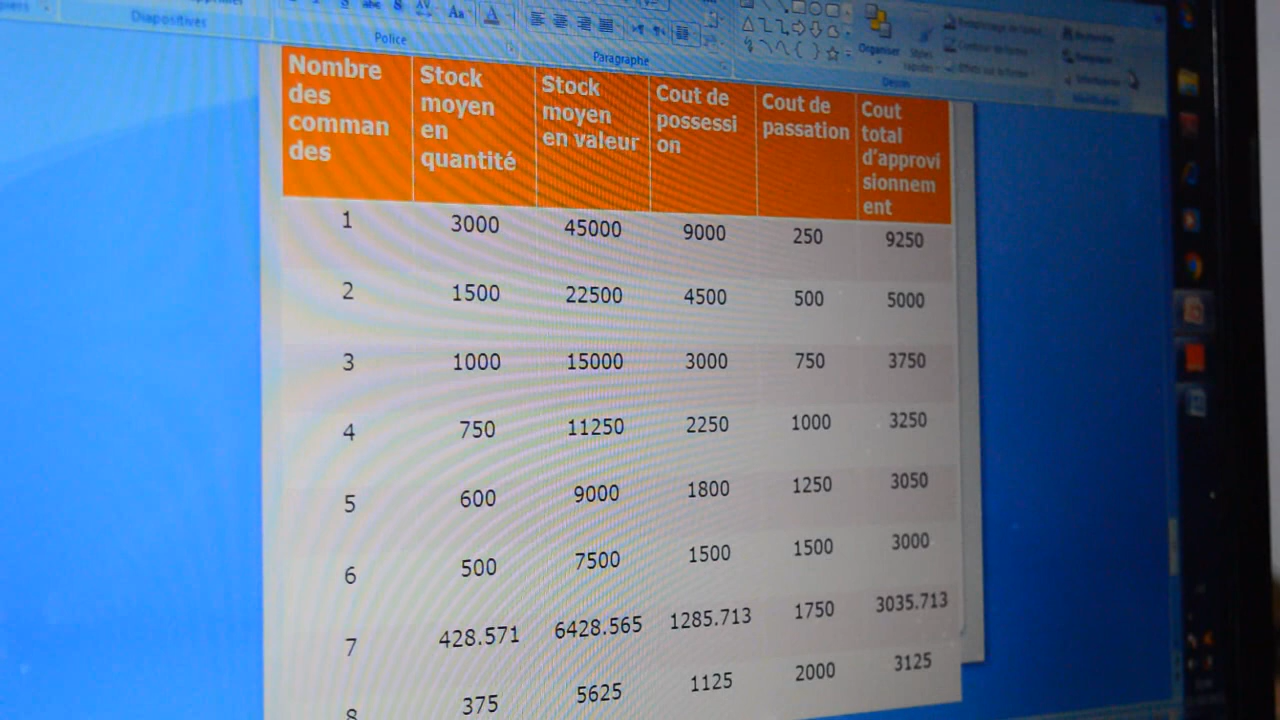 Diapositives
Police
Paragraphe
Organiser
Styles
rapides
Dessin
Nombre des comman des
Stock moyen en quantité
Stock moyen en valeur
Cout de possessi on
Cout de passation
Cout total d'approvi sionnem ent
1 3000 45000 9000 250 9250
2 1500 22500 4500 500 5000
3 1000 15000 3000 750 3750
4 750 11250 2250 1000 3250
5 600 9000 1800 1250 3050
6 500 7500 1500 1500 3000
7 428.571 6428.565 1285.713 1750 3035.713
8 375 5625 1125 2000 3125